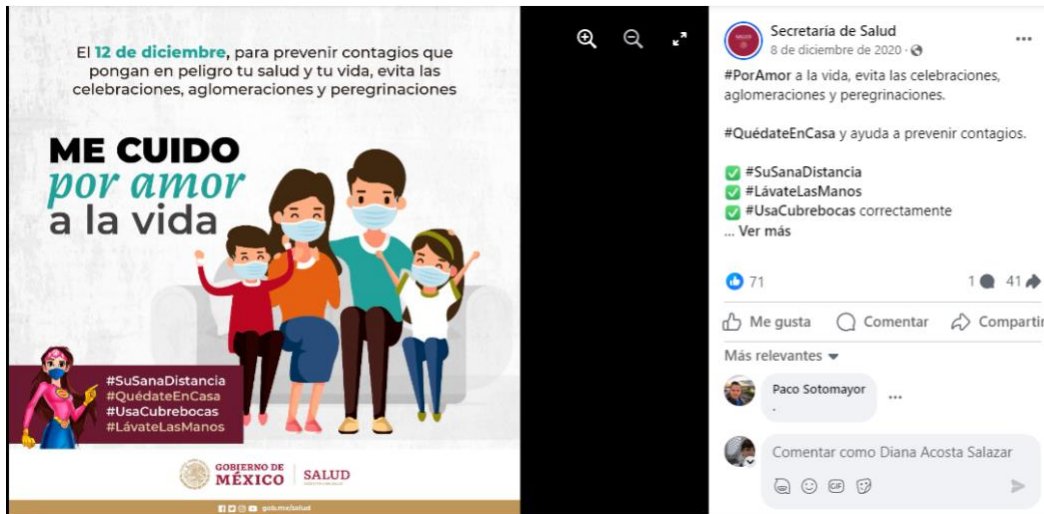 El 12 de diciembre, para prevenir contagios que
pongan en peligro tu salud y tu vida, evita las
celebraciones, aglomeraciones y peregrinaciones
ME CUIDO
por amor
a la vida
#SuSanaDistancia
#QuédateEnCasa
#UsaCubrebocas
#LávateLasManos
GOBIERNO DE
MÉXICO
SALUD
gob.mx/salud
Secretaría de Salud
8 de diciembre de 2020 ·
#PorAmor a la vida, evita las celebraciones,
aglomeraciones y peregrinaciones.
#QuédateEnCasa y ayuda a prevenir contagios.
#SuSanaDistancia
#LávateLasManos
#UsaCubrebocas correctamente
... Ver más
71
1 41
Me gusta Comentar Compartir
Más relevantes
Paco Sotomayor
.
Comentar como Diana Acosta Salazar
GIF